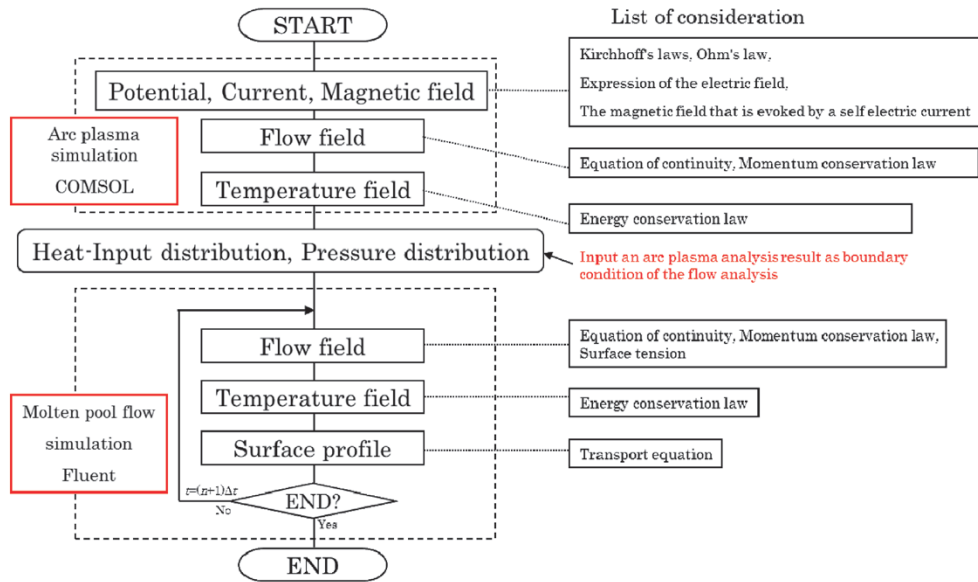 START
List of consideration
Kirchhoff's laws, Ohm's law,
Expression of the electric field,
The magnetic field that is evoked by a self electric current
Potential, Current, Magnetic field
Arc plasma
simulation
COMSOL
Flow field
Equation of continuity, Momentum conservation law
Temperature field
Energy conservation law
Heat-Input distribution, Pressure distribution
Input an arc plasma analysis result as boundary
condition of the flow analysis
Flow field
Equation of continuity, Momentum conservation law,
Surface tension
Temperature field
Energy conservation law
Molten pool flow
simulation
Fluent
Surface profile
Transport equation
t=(n+1)Δt
No
END?
Yes
END